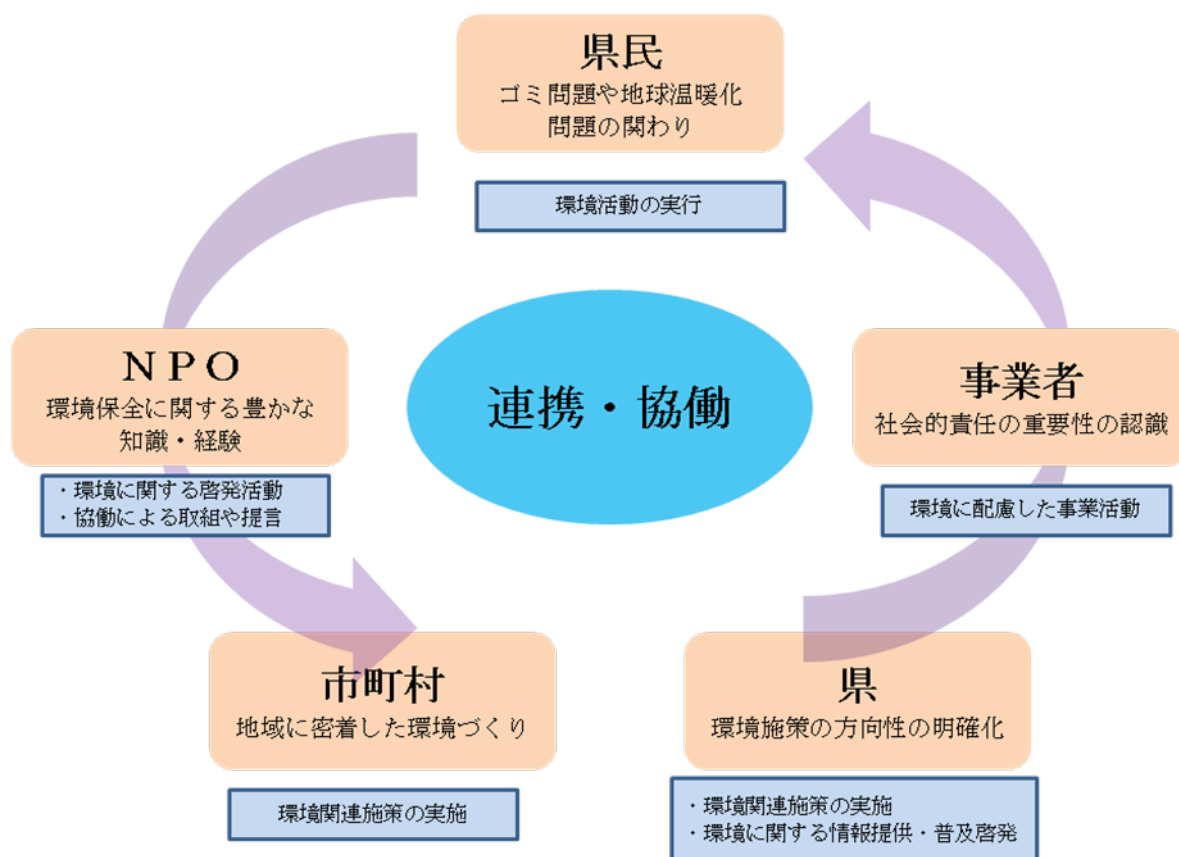 県民
ゴミ問題や地球温暖化
問題の関わり
環境活動の実行
NPO
環境保全に関する豊かな
知識・経験
・環境に関する啓発活動
・協働による取組や提言
連携・協働
事業者
社会的責任の重要性の認識
環境に配慮した事業活動
市町村
地域に密着した環境づくり
環境関連施策の実施
県
環境施策の方向性の明確化
・環境関連施策の実施
・環境に関する情報提供・普及啓発